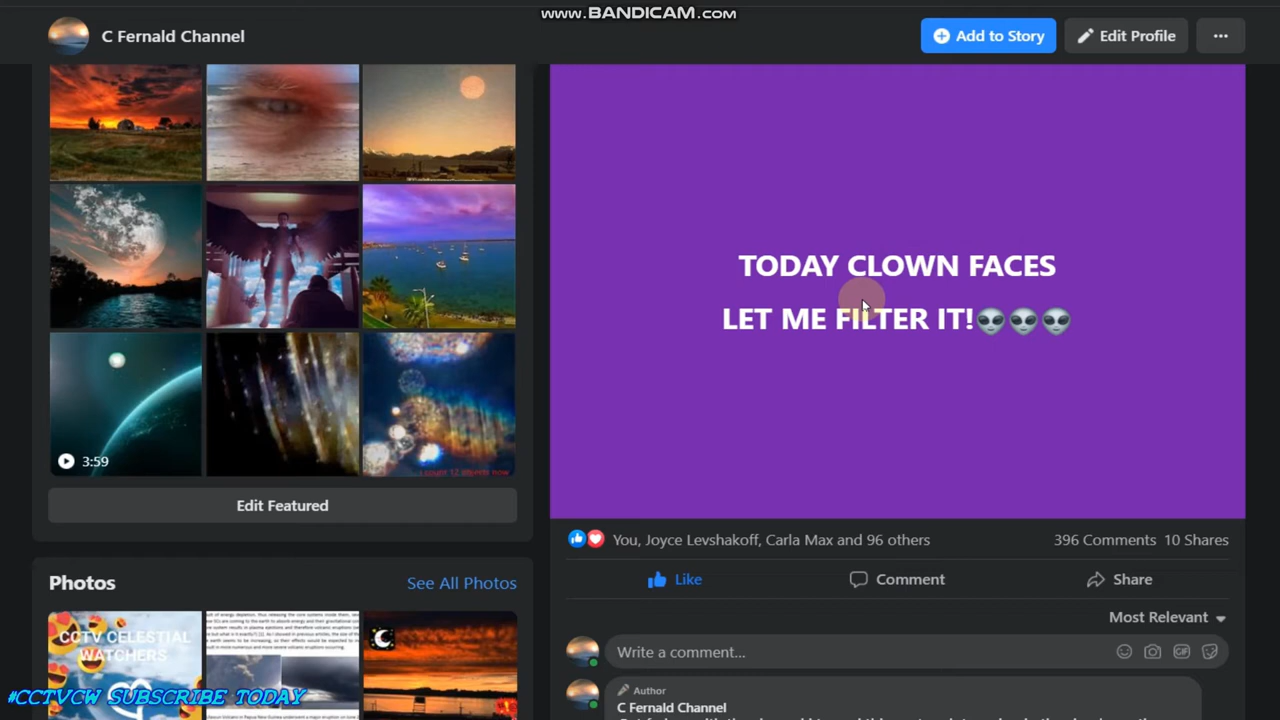 www.BANDICAM.com
C Fernald Channel
Add to Story
Edit Profile
TODAY CLOWN FACES
LET ME FILTER IT!👽👽👽
3:59
Edit Featured
You, Joyce Levshakoff, Carla Max and 96 others
396 Comments 10 Shares
Like
Comment
Share
Photos
See All Photos
Most Relevant
Write a comment...
CCTV CELESTIAL
WATCHERS
Author
C Fernald Channel
#CCTVCW SUBSCRIBE TODAY